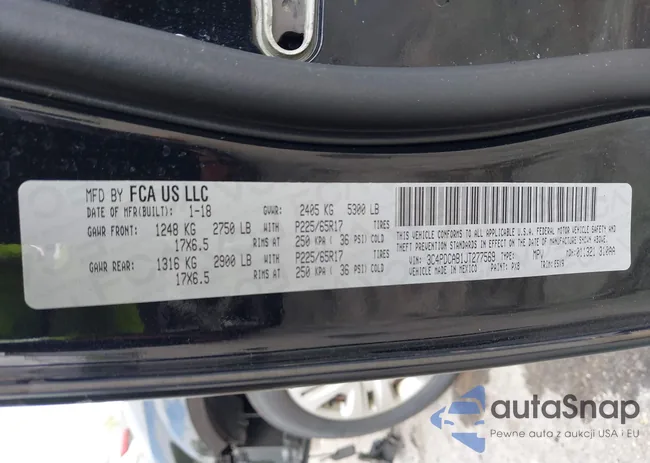 MFD BY FCA US LLC
DATE OF MFR(BUILT): 1-18 GVWR: 2405 KG 5300 LB
GAWR FRONT: 1248 KG 2750 LB WITH P225/65R17 TIRES
17X6.5 RIMS AT 250 KPA ( 36 PSI) COLD
GAWR REAR: 1316 KG 2900 LB WITH P225/65R17 TIRES
17X6.5 RIMS AT 250 KPA ( 36 PSI) COLD
THIS VEHICLE CONFORMS TO ALL APPLICABLE U.S.A. FEDERAL MOTOR VEHICLE SAFETY AND
THEFT PREVENTION STANDARDS IN EFFECT ON THE DATE OF MANUFACTURE SHOWN ABOVE.
VIN: 3C4PDCAB1JT277569 TYPE: MPV
MADE IN MEXICO PAINT: PX8 TRIM:
autaSnap
Pewne auta z aukcji USA i EU